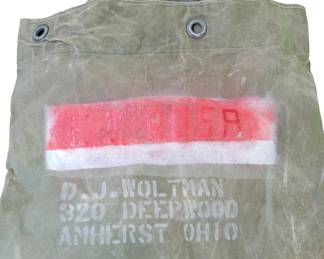 D.J. WOLTMAN
320 DEEPWOOD
AMHERST OHIO